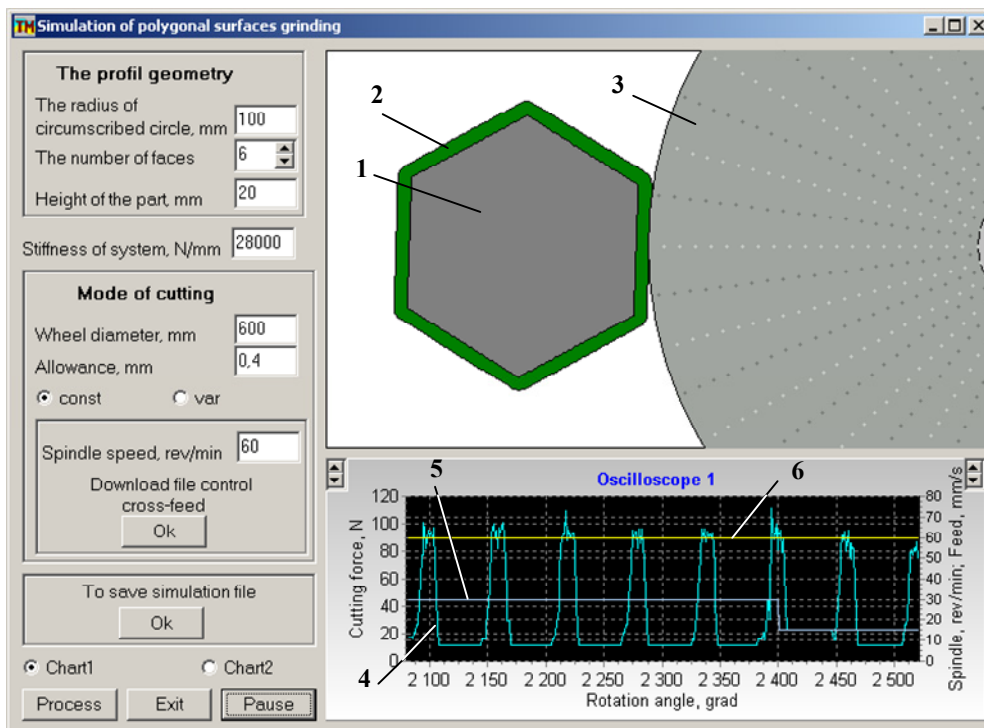 TM Simulation of polygonal surfaces grinding
The profil geometry
The radius of
circumscribed circle, mm 100
The number of faces 6
Height of the part, mm 20
Stiffness of system, N/mm 28000
Mode of cutting
Wheel diameter, mm 600
Allowance, mm 0,4
const var
Spindle speed, rev/min 60
Download file control
cross-feed
Ok
To save simulation file
Ok
Chart1 Chart2
Process Exit Pause
1
2
3
5
6
4
Oscilloscope 1
Cutting force, N
120
100
80
60
40
20
0
80
70
60
50
40
30
20
10
0
Spindle, rev/min; Feed, mm/s
2 100 2 150 2 200 2 250 2 300 2 350 2 400 2 450 2 500
Rotation angle, grad